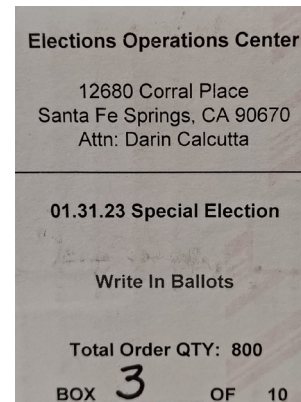 Elections Operations Center
12680 Corral Place
Santa Fe Springs, CA 90670
Attn: Darin Calcutta
01.31.23 Special Election
Write In Ballots
Total Order QTY: 800
BOX 3 OF 10